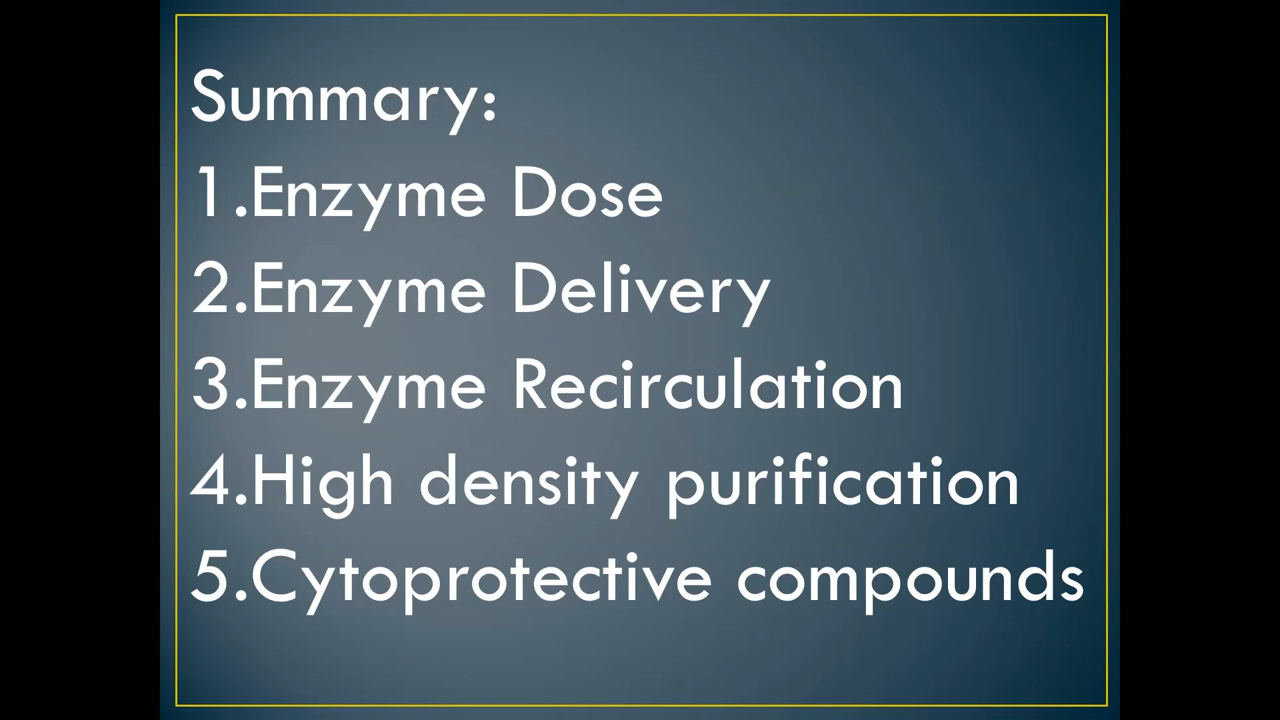 Summary:
1.Enzyme Dose
2.Enzyme Delivery
3.Enzyme Recirculation
4.High density purification
5.Cytoprotective compounds